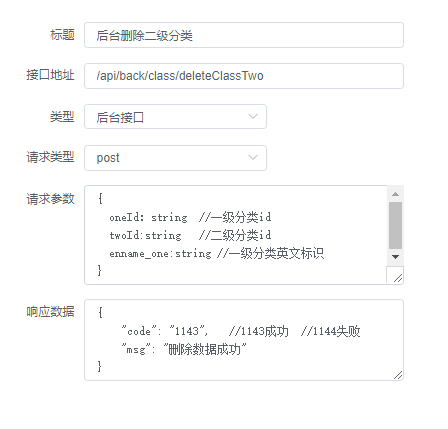 标题 后台删除二级分类
接口地址 /api/back/class/deleteClassTwo
类型 后台接口
请求类型 post
请求参数 {
oneId: string //一级分类id
twoId:string //二级分类id
enname_one:string //一级分类英文标识
}
响应数据 {
"code": "1143", //1143成功 //1144失败
"msg": "删除数据成功"
}